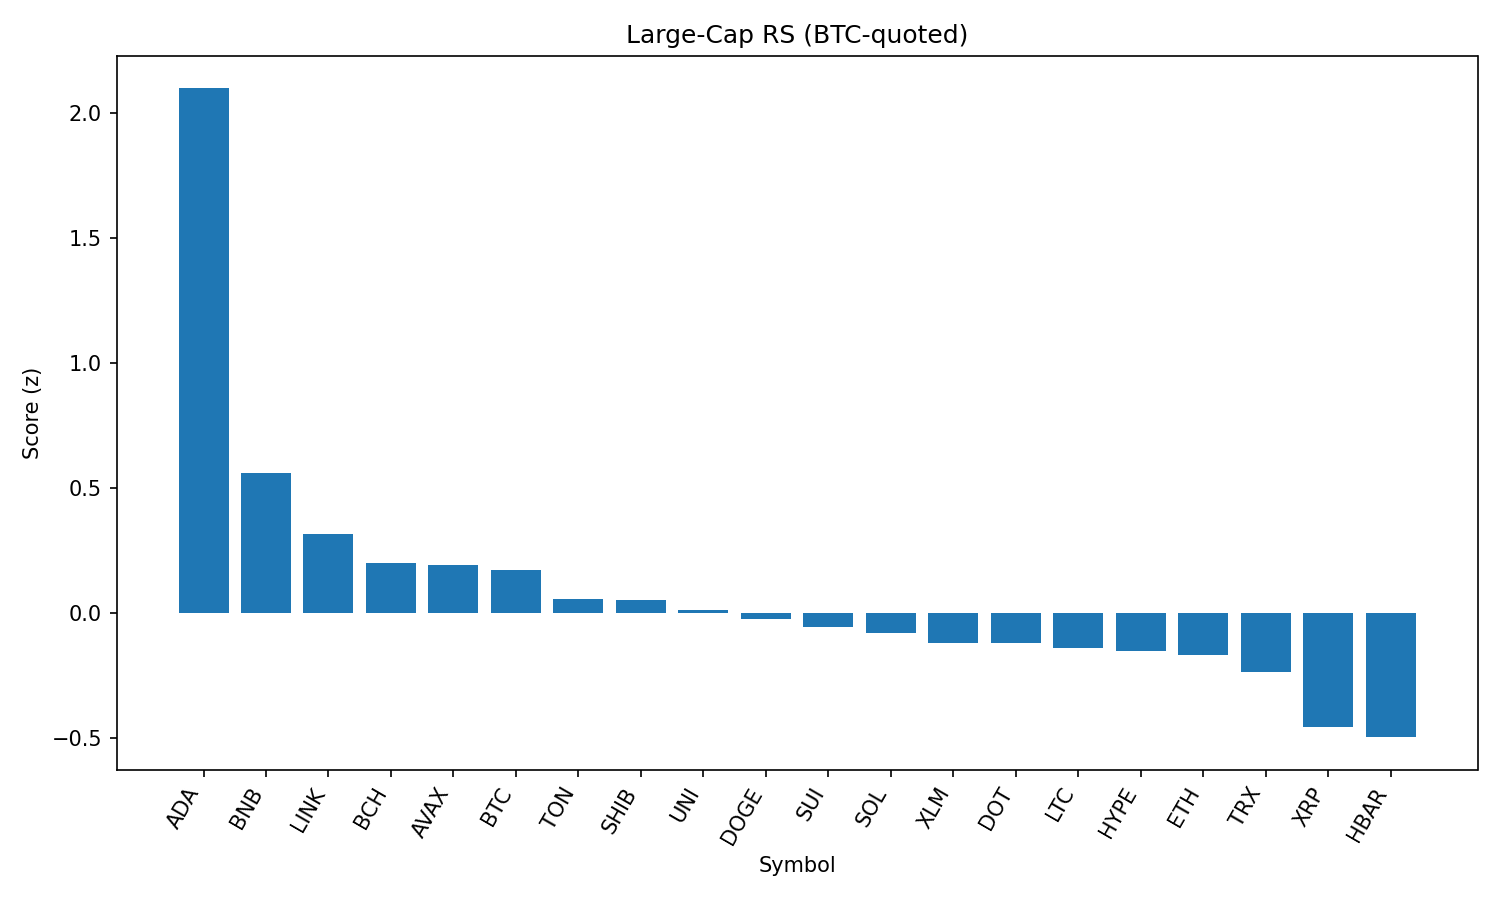 Large-Cap RS (BTC-quoted)
Score (z)
2.0
1.5
1.0
0.5
0.0
−0.5
ADA
BNB
LINK
BCH
AVAX
BTC
TON
SHIB
UNI
DOGE
SUI
SOL
XLM
DOT
LTC
HYPE
ETH
TRX
XRP
HBAR
Symbol